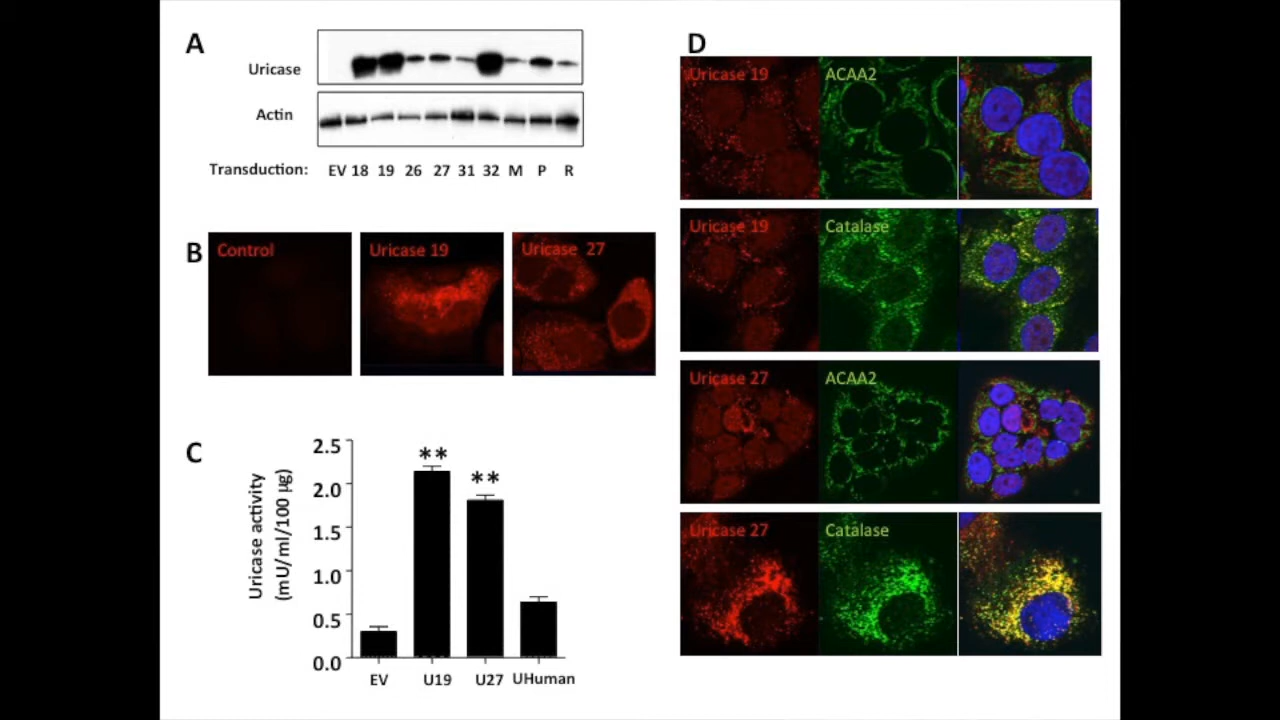 A
Uricase
Actin
Transduction: EV 18 19 26 27 31 32 M P R
B
Control
Uricase 19
Uricase 27
C
Uricase activity
(mU/ml/100 µg)
2.5
2.0
1.5
1.0
0.5
0.0
** 
**
EV U19 U27 UHuman
D
Uricase 19 ACAA2
Uricase 19 Catalase
Uricase 27 ACAA2
Uricase 27 Catalase